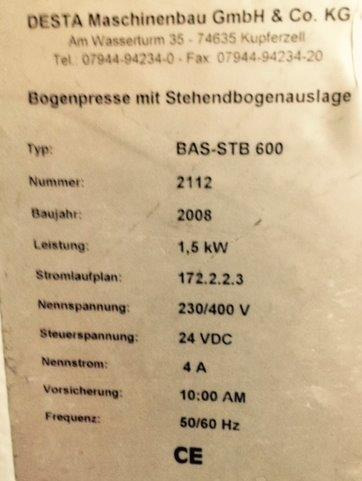 DESTA Maschinenbau GmbH & Co. KG
Am Wasserturm 35 - 74635 Kupferzell
Tel. 07944-94234-0 - Fax: 07944-94234-20
Bogenpresse mit Stehendbogenauslage
Typ: BAS-STB 600
Nummer: 2112
Baujahr: 2008
Leistung: 1,5 kW
Stromlaufplan: 172.2.2.3
Nennspannung: 230/400 V
Steuerspannung: 24 VDC
Nennstrom: 4 A
Vorsicherung: 10:00 AM
Frequenz: 50/60 Hz
CE